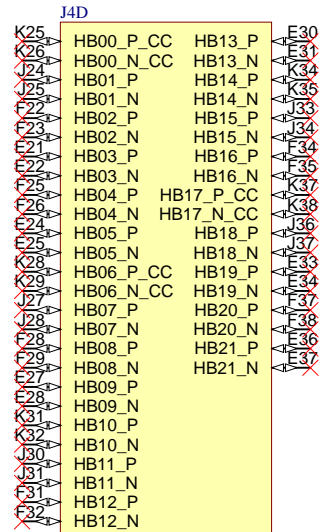 J4D
K25 HB00_P_CC HB13_P E30
K26 HB00_N_CC HB13_N E31
J24 HB01_P HB14_P K34
J25 HB01_N HB14_N K35
F22 HB02_P HB15_P J33
F23 HB02_N HB15_N J34
E21 HB03_P HB16_P F34
E22 HB03_N HB16_N F35
F25 HB04_P HB17_P_CC K37
F26 HB04_N HB17_N_CC K38
E24 HB05_P HB18_P J36
E25 HB05_N HB18_N J37
K28 HB06_P_CC HB19_P E33
K29 HB06_N_CC HB19_N E34
J27 HB07_P HB20_P F37
J28 HB07_N HB20_N F38
F28 HB08_P HB21_P E36
F29 HB08_N HB21_N E37
E27 HB09_P
E28 HB09_N
K31 HB10_P
K32 HB10_N
J30 HB11_P
J31 HB11_N
F31 HB12_P
F32 HB12_N